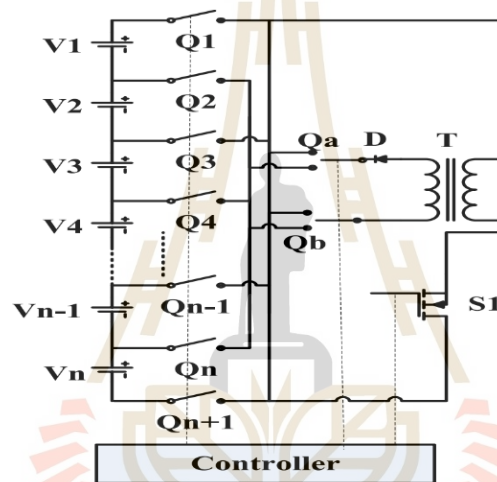 V1
Q1
V2
Q2
V3
Q3
Qa
D
T
V4
Q4
Qb
Vn-1
Qn-1
S1
Vn
Qn
Qn+1
Controller